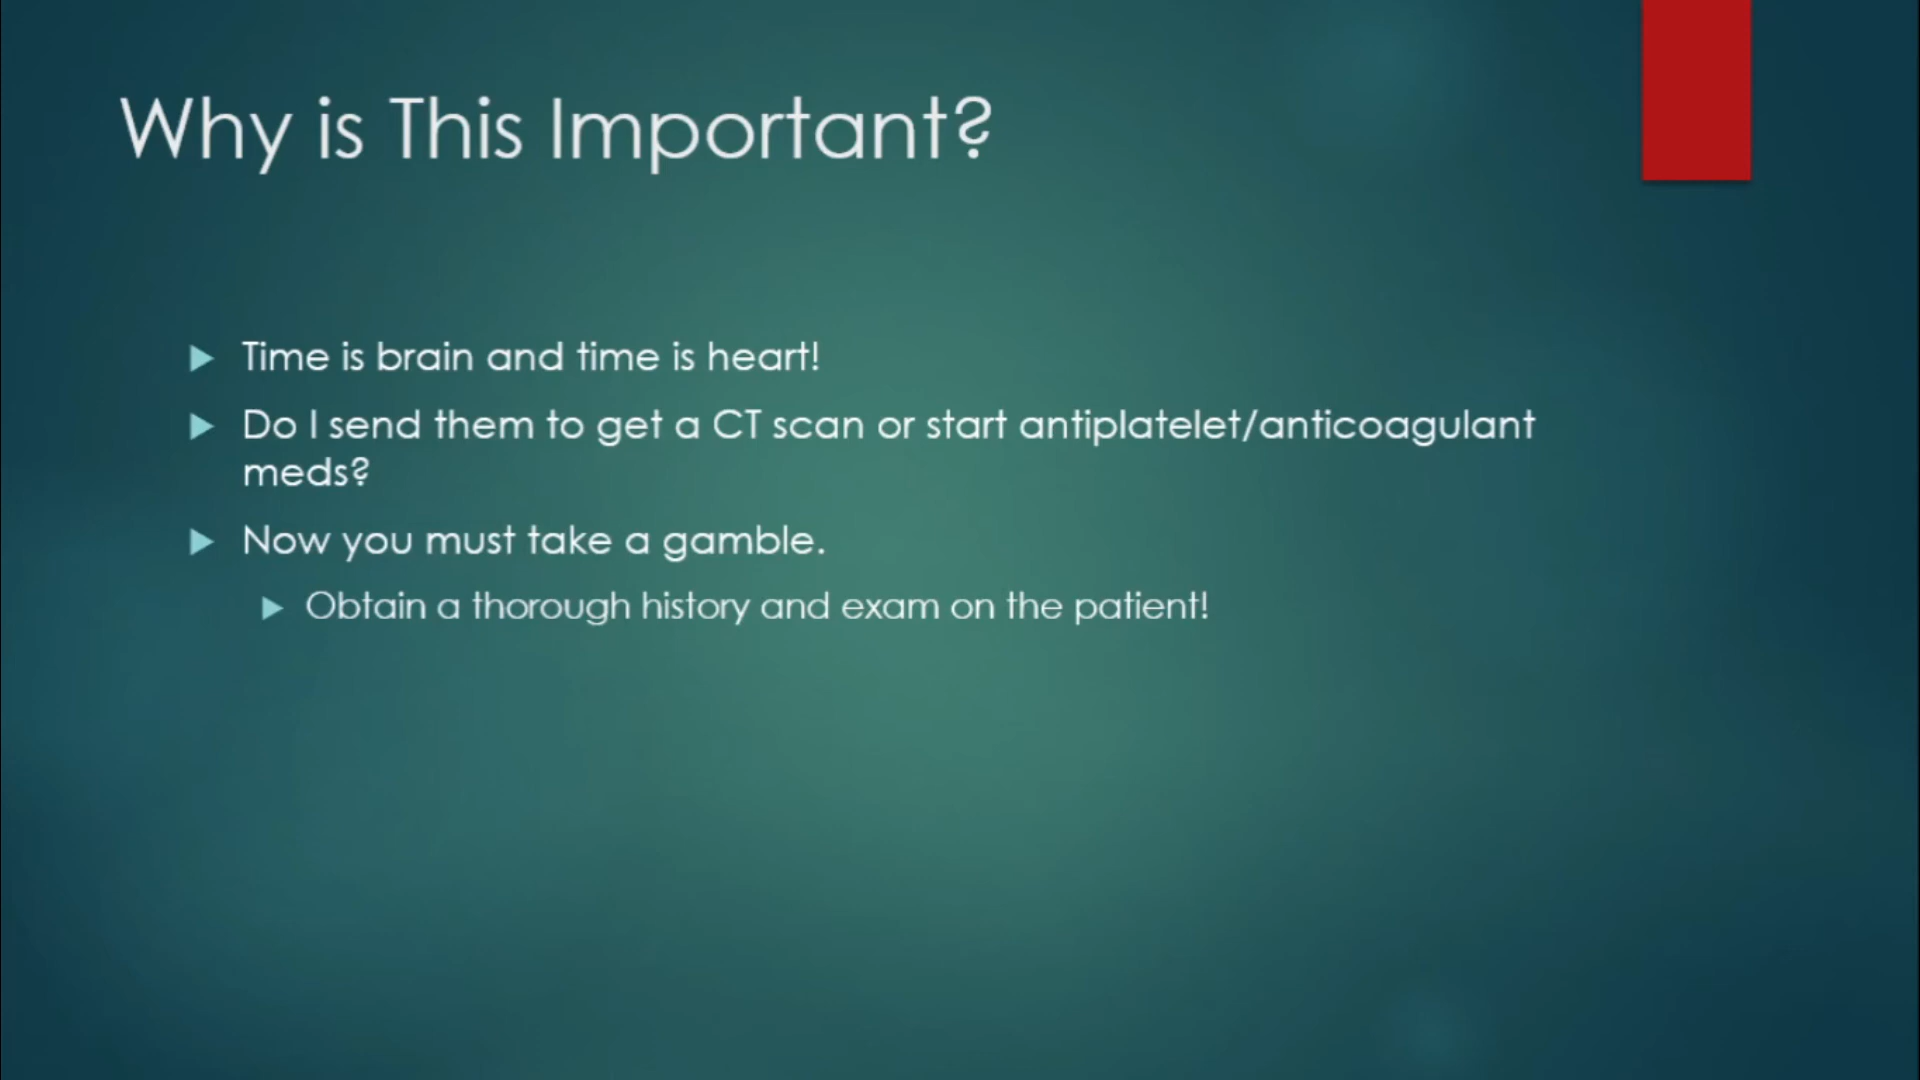 Why is This Important?
Time is brain and time is heart!
Do I send them to get a CT scan or start antiplatelet/anticoagulant
meds?
Now you must take a gamble.
Obtain a thorough history and exam on the patient!